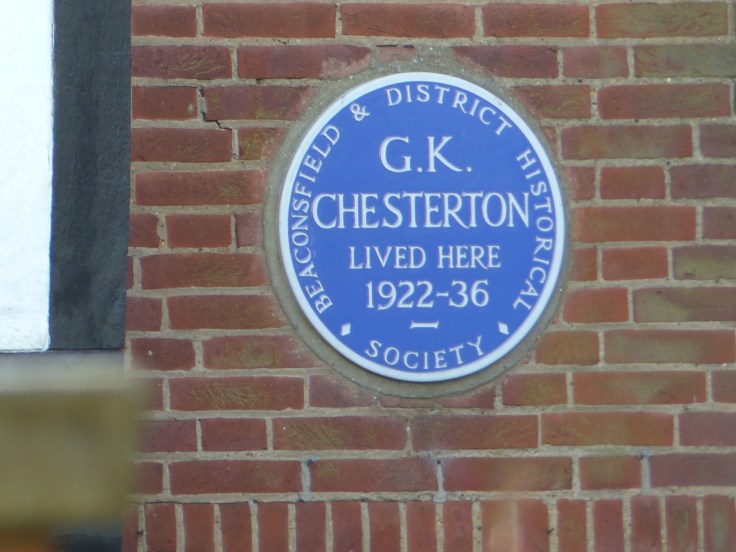 BEACONSFIELD & DISTRICT HISTORICAL
G.K.
CHESTERTON
LIVED HERE
1922-36
SOCIETY